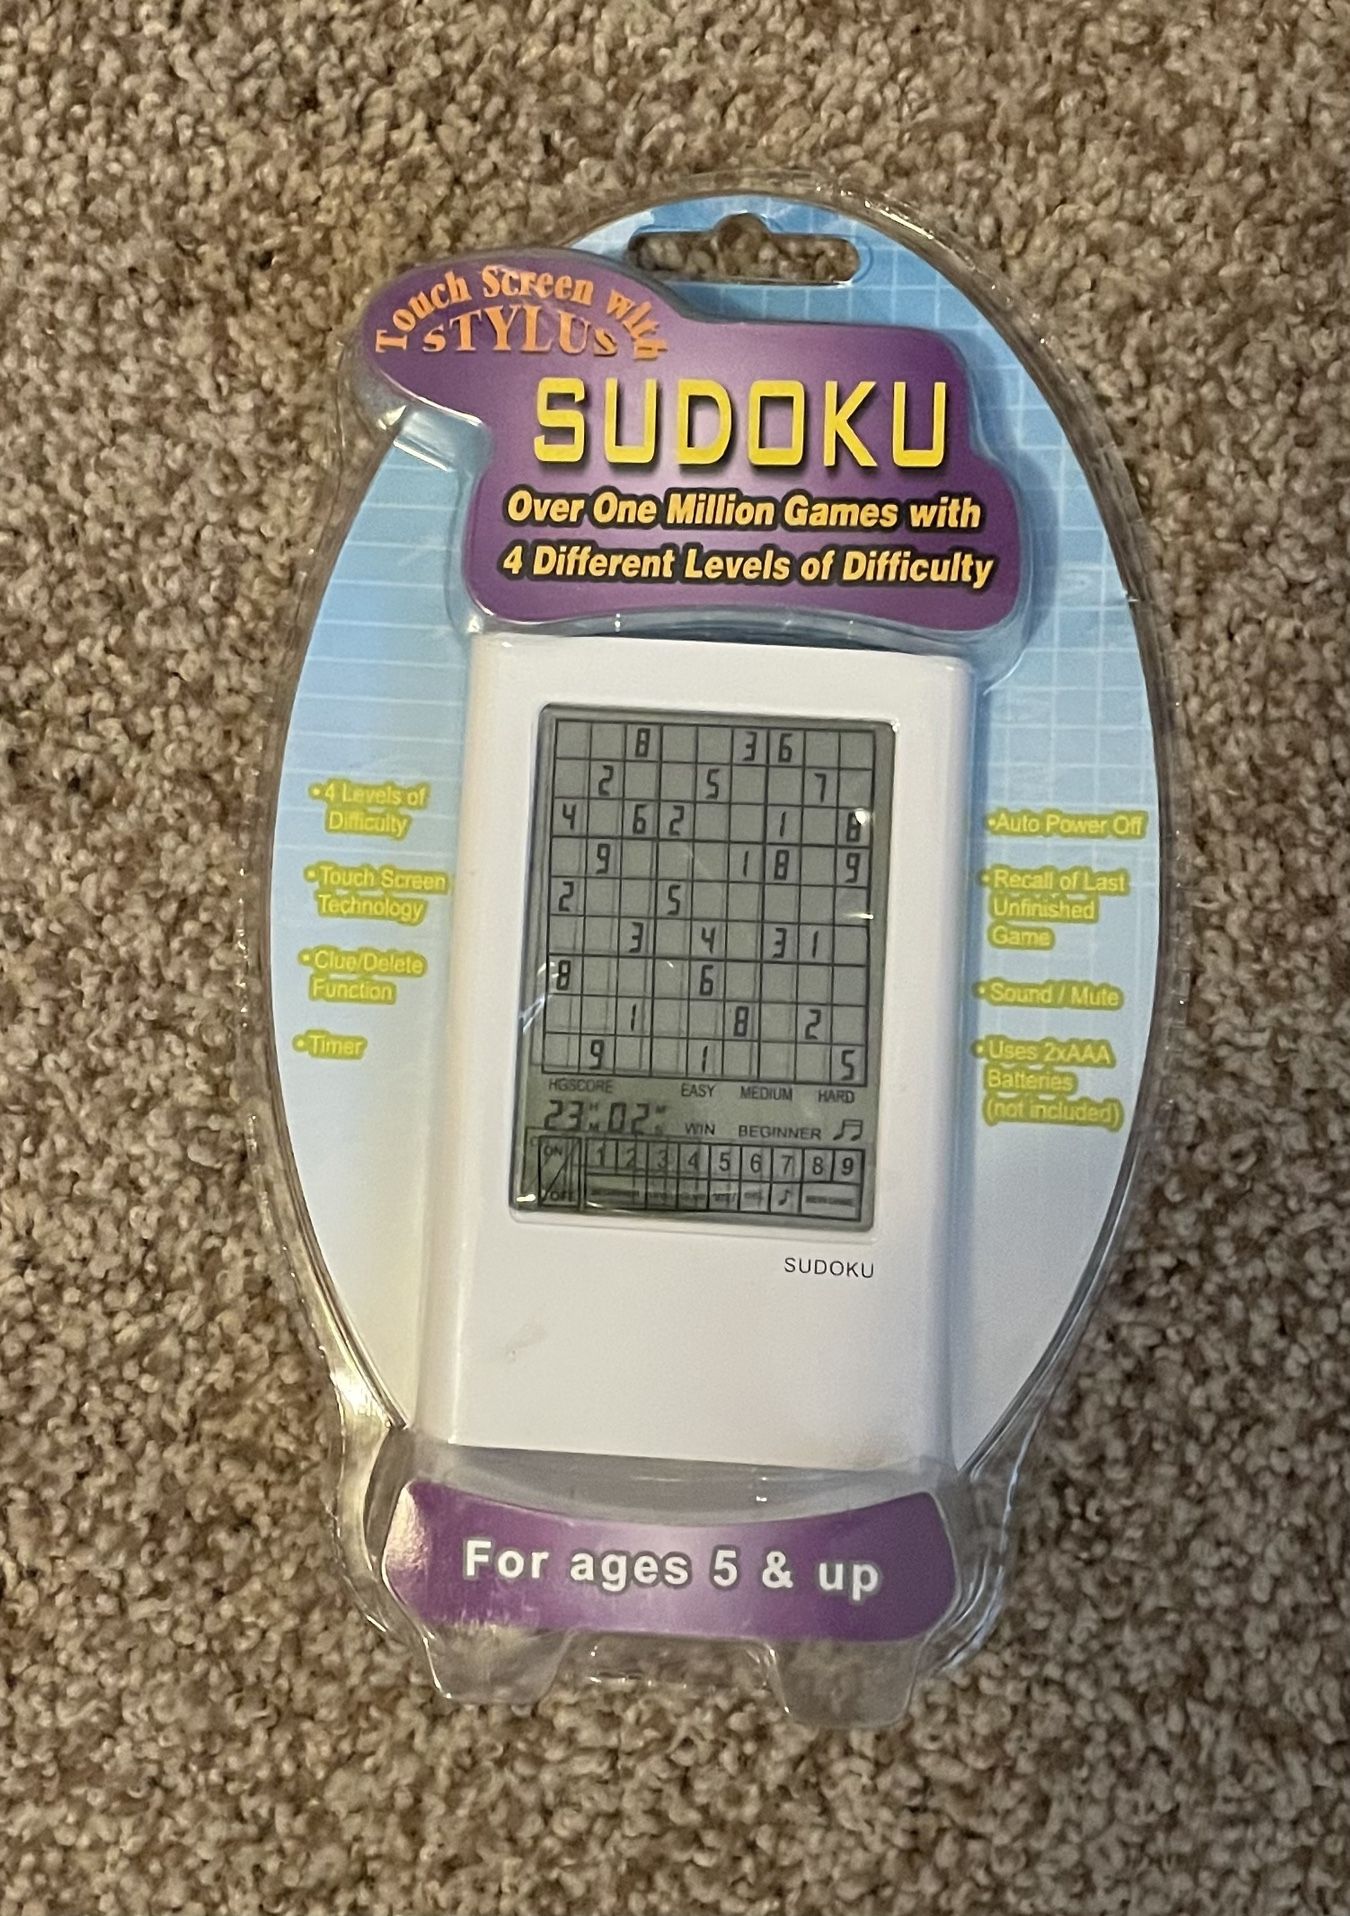 Touch Screen with
STYLUS
SUDOKU
Over One Million Games with
4 Different Levels of Difficulty
• 4 Levels of
Difficulty
• Touch Screen
Technology
• Clue/Delete
Function
• Timer
8 3 6
2 5 7
4 6 2 1 8
9 1 8 9
2 5
3 4 3 1
8 6
1 8 2
9 1 5
HGSCORE EASY MEDIUM HARD
23 H M 02 M S WIN BEGINNER
ON 1 2 3 4 5 6 7 8 9
OFF
SUDOKU
•Auto Power Off
• Recall of Last
Unfinished
Game
• Sound / Mute
• Uses 2xAAA
Batteries
(not included)
For ages 5 & up